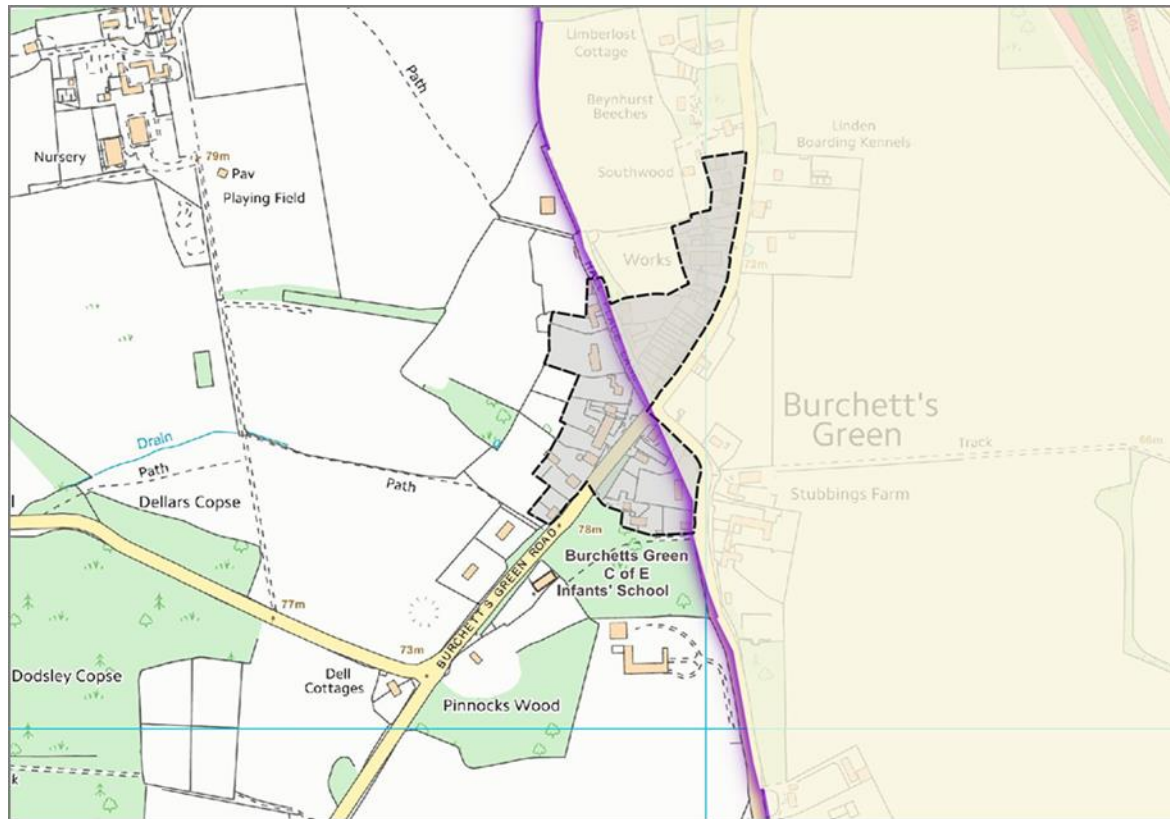 Limberlost
Cottage
Path
A404
Beynhurst
Beeches
Linden
Boarding Kennels
Nursery
79m
Pav
Playing Field
Southwood
Works
72m
Burchett's
Green
Drain
Path
Path
Track
66m
Dellars Copse
Stubbings Farm
78m
BURCHETT'S GREEN ROAD
Burchetts Green
C of E
Infants' School
77m
73m
Dell
Cottages
Dodsley Copse
Pinnocks Wood
k